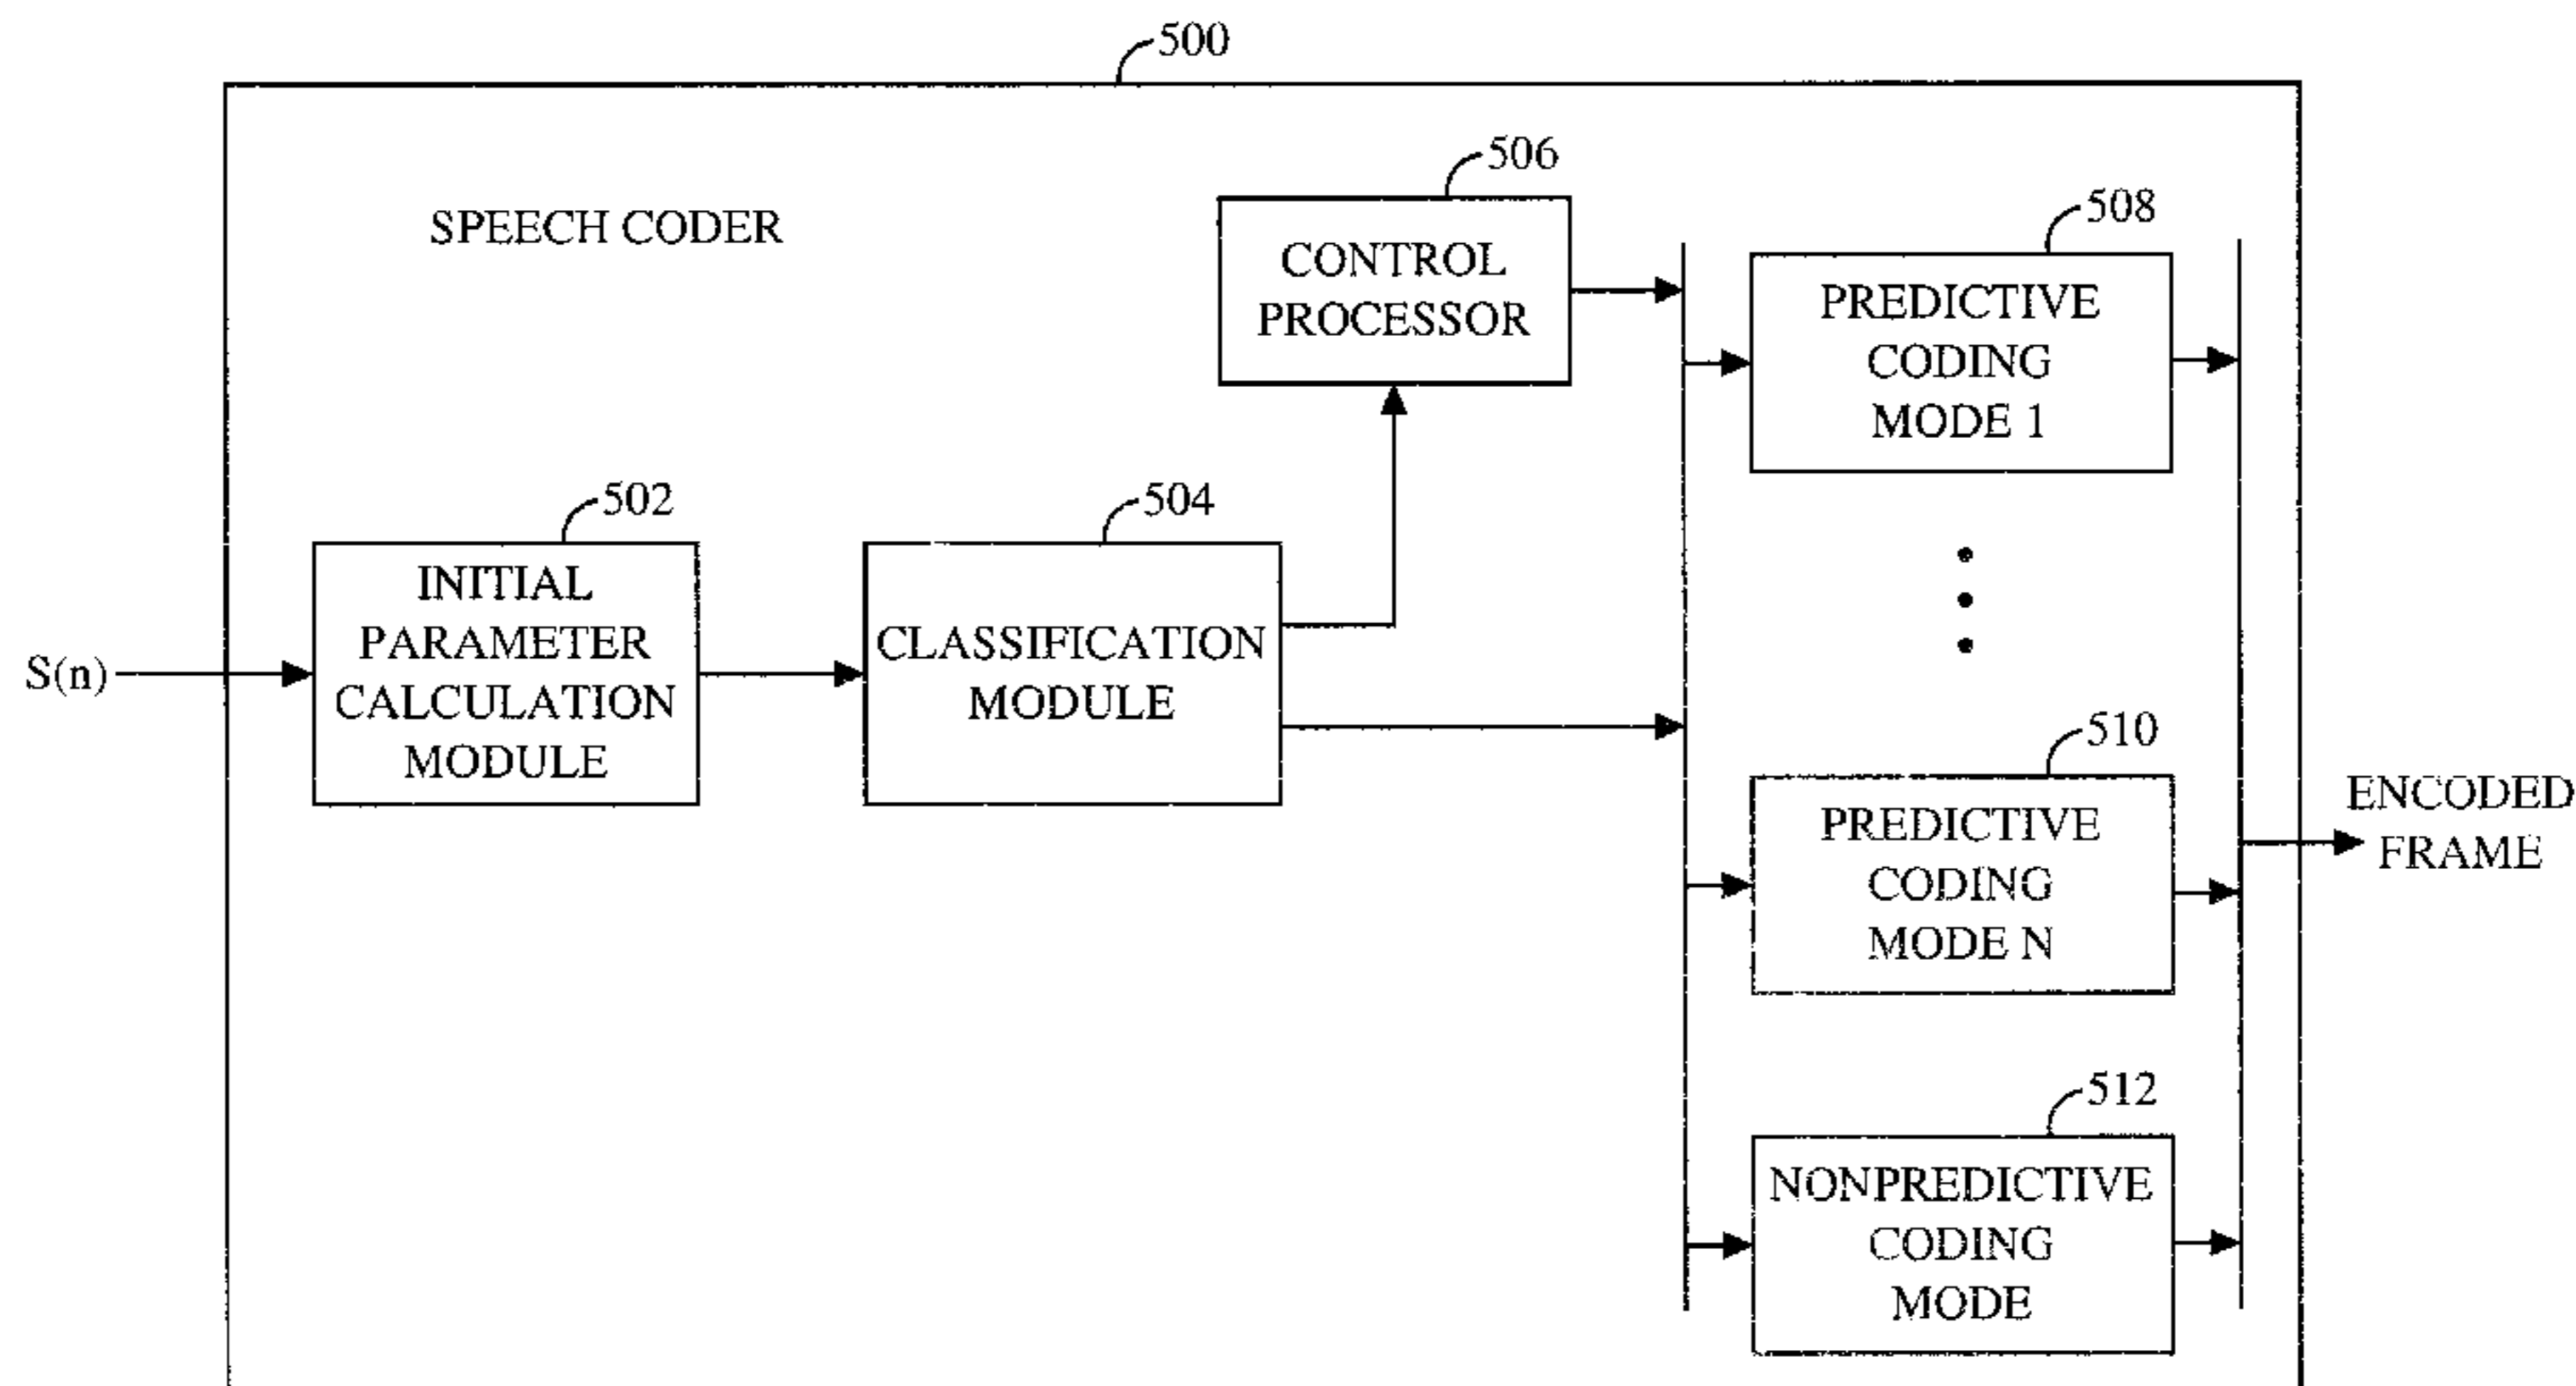 500
SPEECH CODER
506
CONTROL
PROCESSOR
508
PREDICTIVE
CODING
MODE 1
502
INITIAL
PARAMETER
CALCULATION
MODULE
504
CLASSIFICATION
MODULE
S(n)
510
PREDICTIVE
CODING
MODE N
ENCODED
FRAME
512
NONPREDICTIVE
CODING
MODE